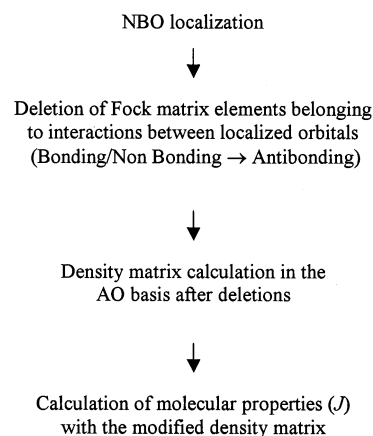 NBO localization
Deletion of Fock matrix elements belonging
to interactions between localized orbitals
(Bonding/Non Bonding → Antibonding)
Density matrix calculation in the
AO basis after deletions
Calculation of molecular properties (J)
with the modified density matrix